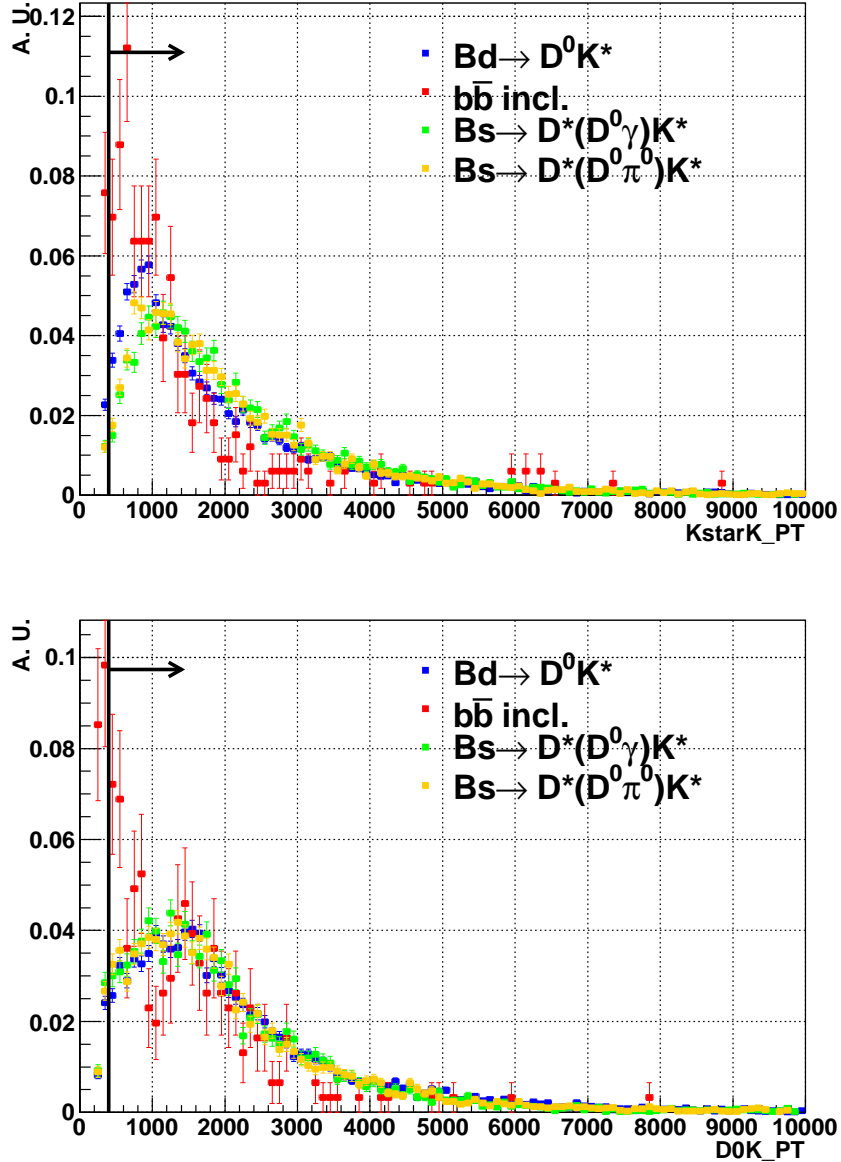 A. U.
0.12
0.1
0.08
0.06
0.04
0.02
0
Bd→ D⁰K*
bb̅ incl.
Bs→ D*(D⁰γ)K*
Bs→ D*(D⁰π⁰)K*
0 1000 2000 3000 4000 5000 6000 7000 8000 9000 10000
KstarK_PT
A. U.
0.1
0.08
0.06
0.04
0.02
0
Bd→ D⁰K*
bb̅ incl.
Bs→ D*(D⁰γ)K*
Bs→ D*(D⁰π⁰)K*
0 1000 2000 3000 4000 5000 6000 7000 8000 9000 10000
D0K_PT